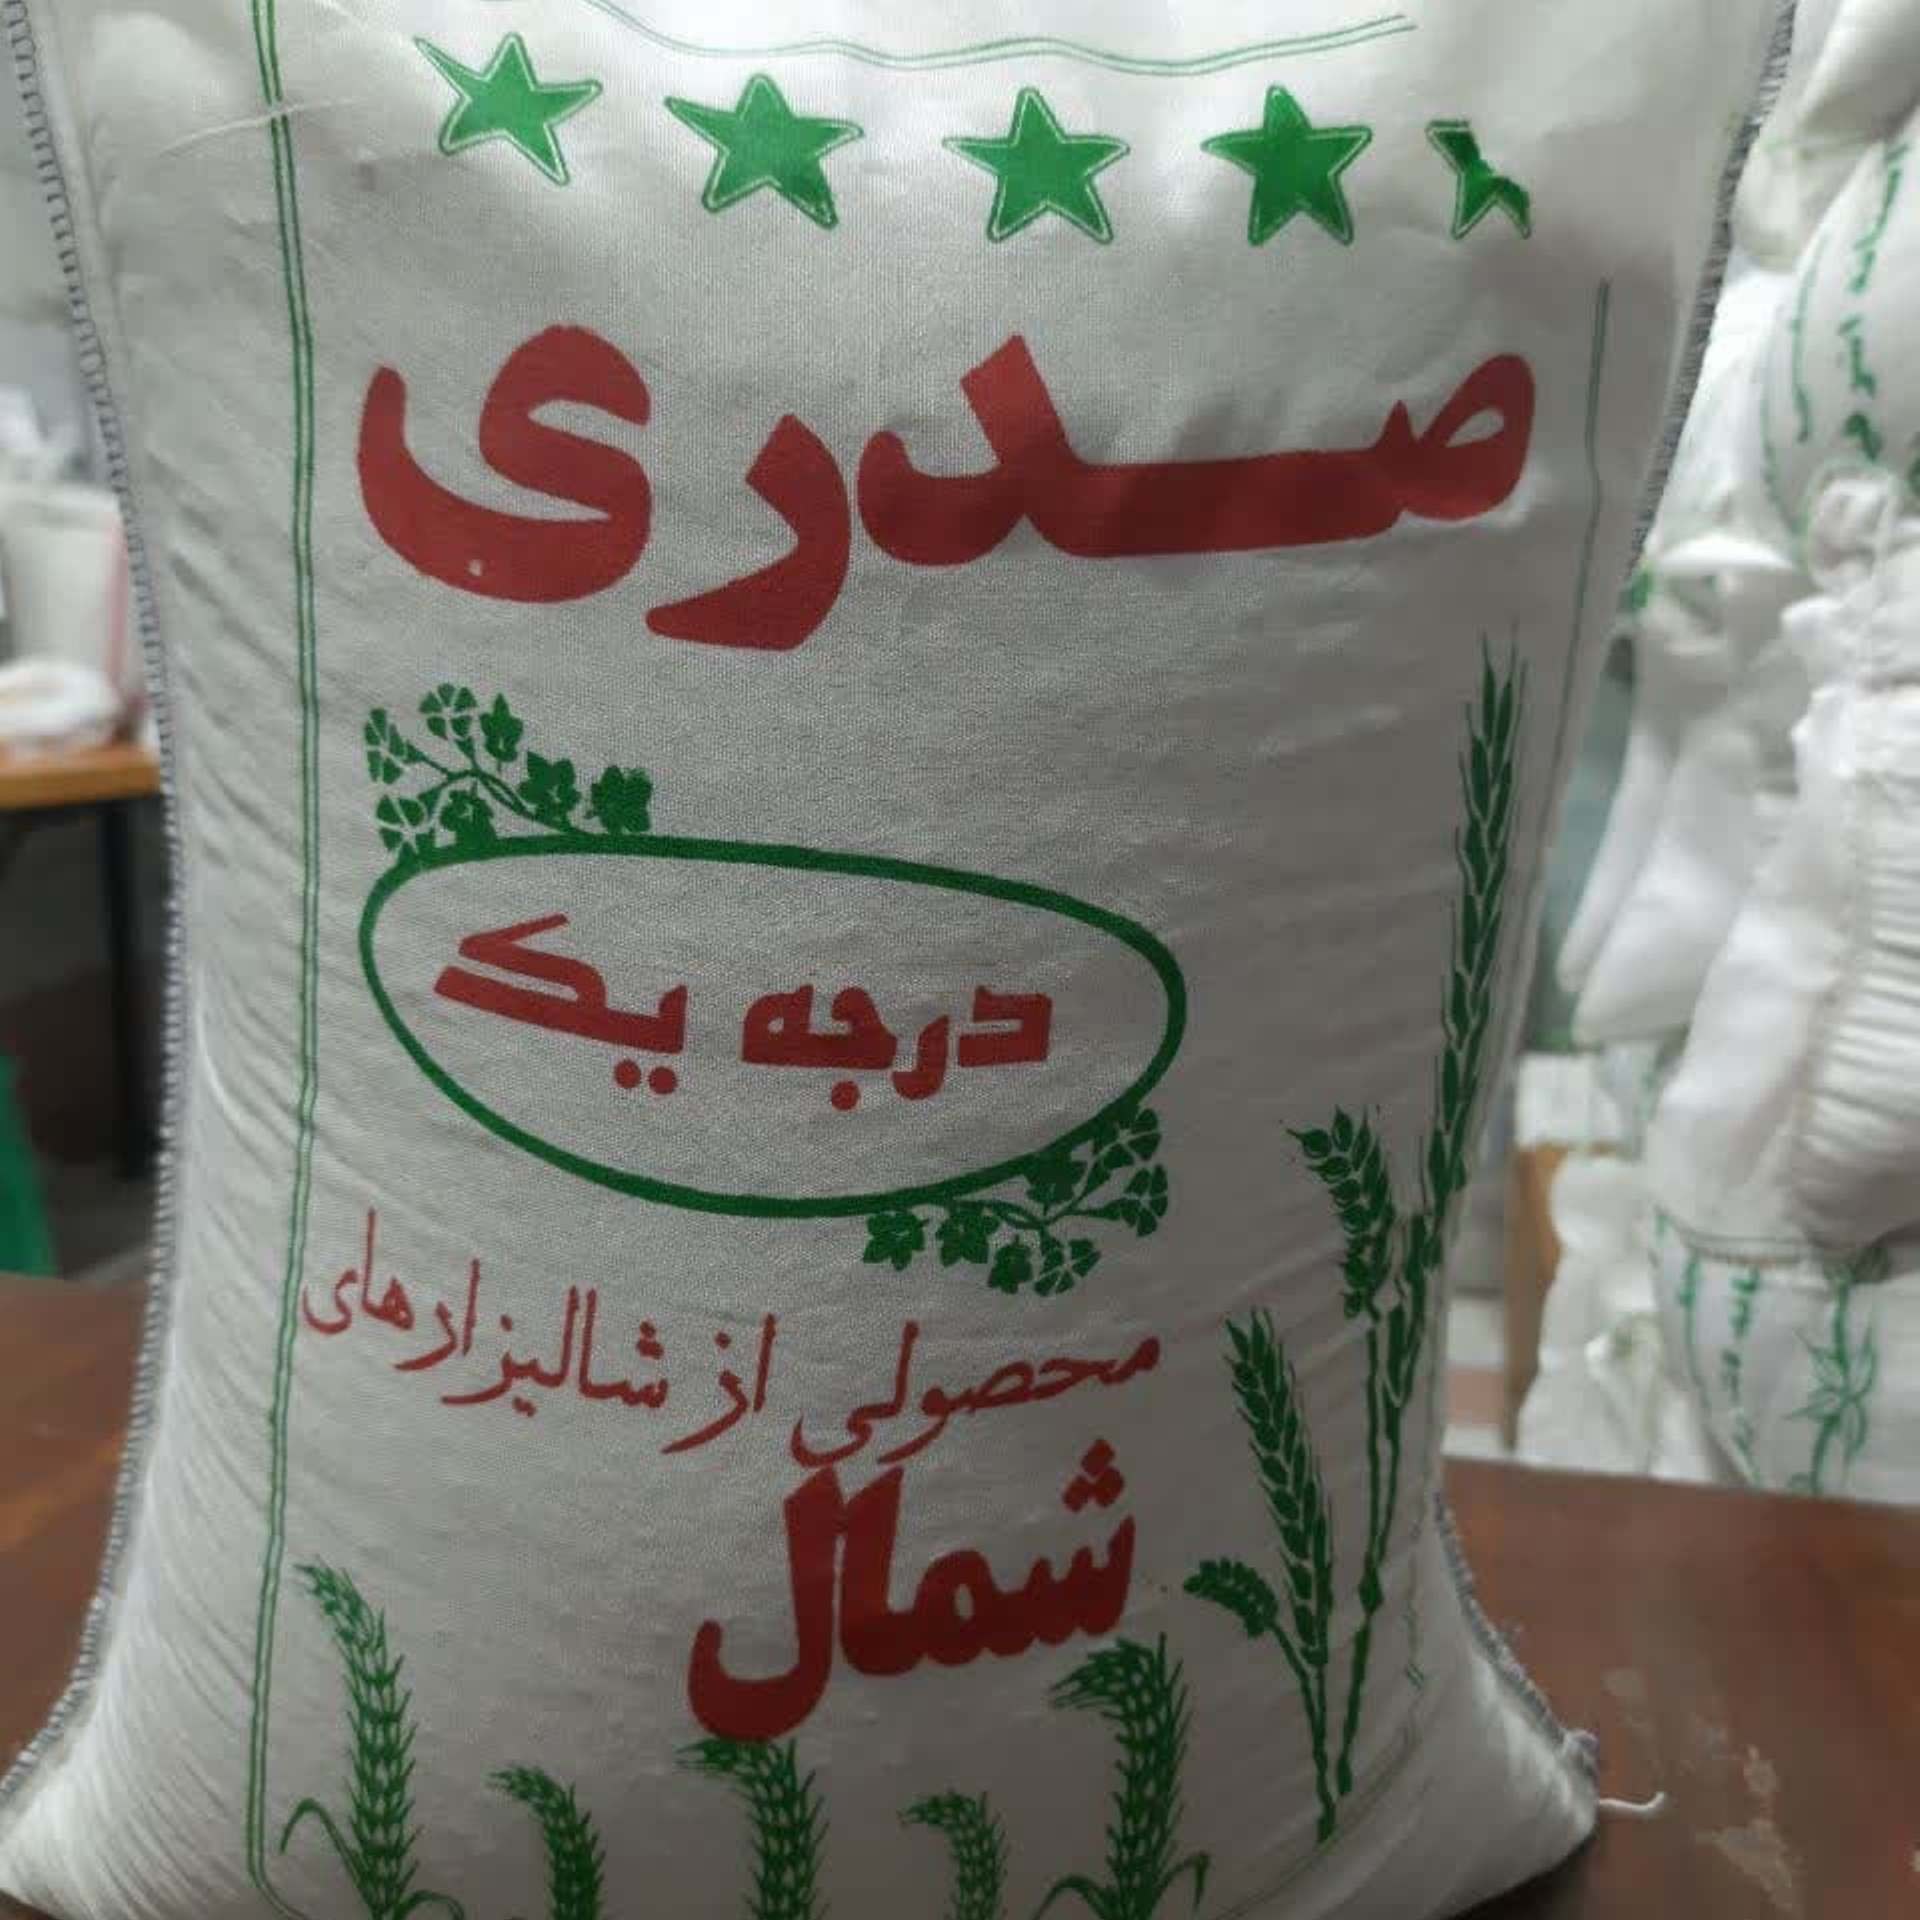 صدری
درجه یک
محصولی از شالیزارهای
شمال